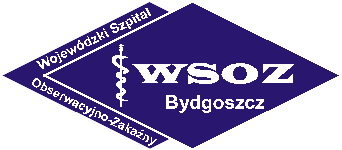 Wojewódzki Szpital
Obserwacyjno-Zakaźny
WSOZ
Bydgoszcz